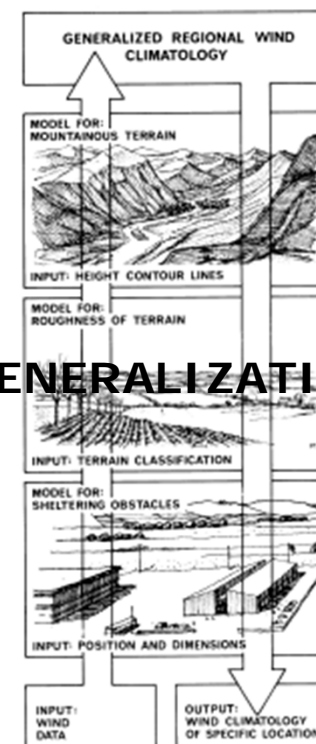 GENERALIZED REGIONAL WIND
CLIMATOLOGY
MODEL FOR:
MOUNTAINOUS TERRAIN
INPUT: HEIGHT CONTOUR LINES
MODEL FOR:
ROUGHNESS OF TERRAIN
ENERALIZATI
INPUT: TERRAIN CLASSIFICATION
MODEL FOR:
SHELTERING OBSTACLES
INPUT: POSITION AND DIMENSIONS
INPUT:
WIND
DATA
OUTPUT:
WIND CLIMATOLOGY
OF SPECIFIC LOCATION